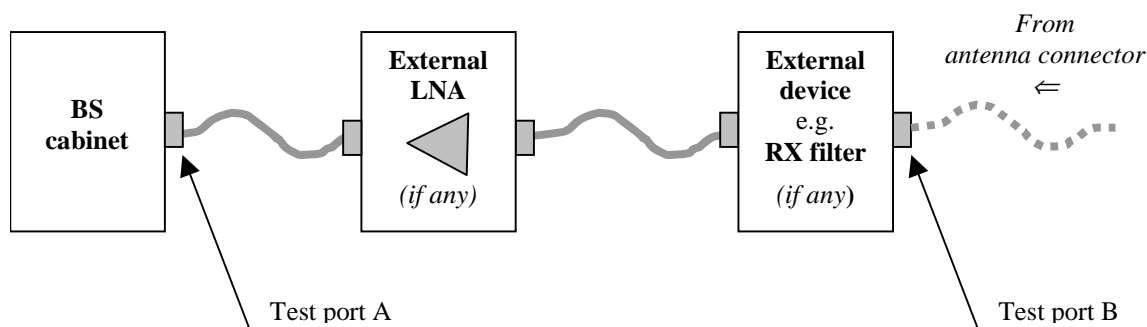 BS
cabinet
External
LNA
(if any)
External
device
e.g.
RX filter
(if any)
From
antenna connector
⇐
Test port A
Test port B